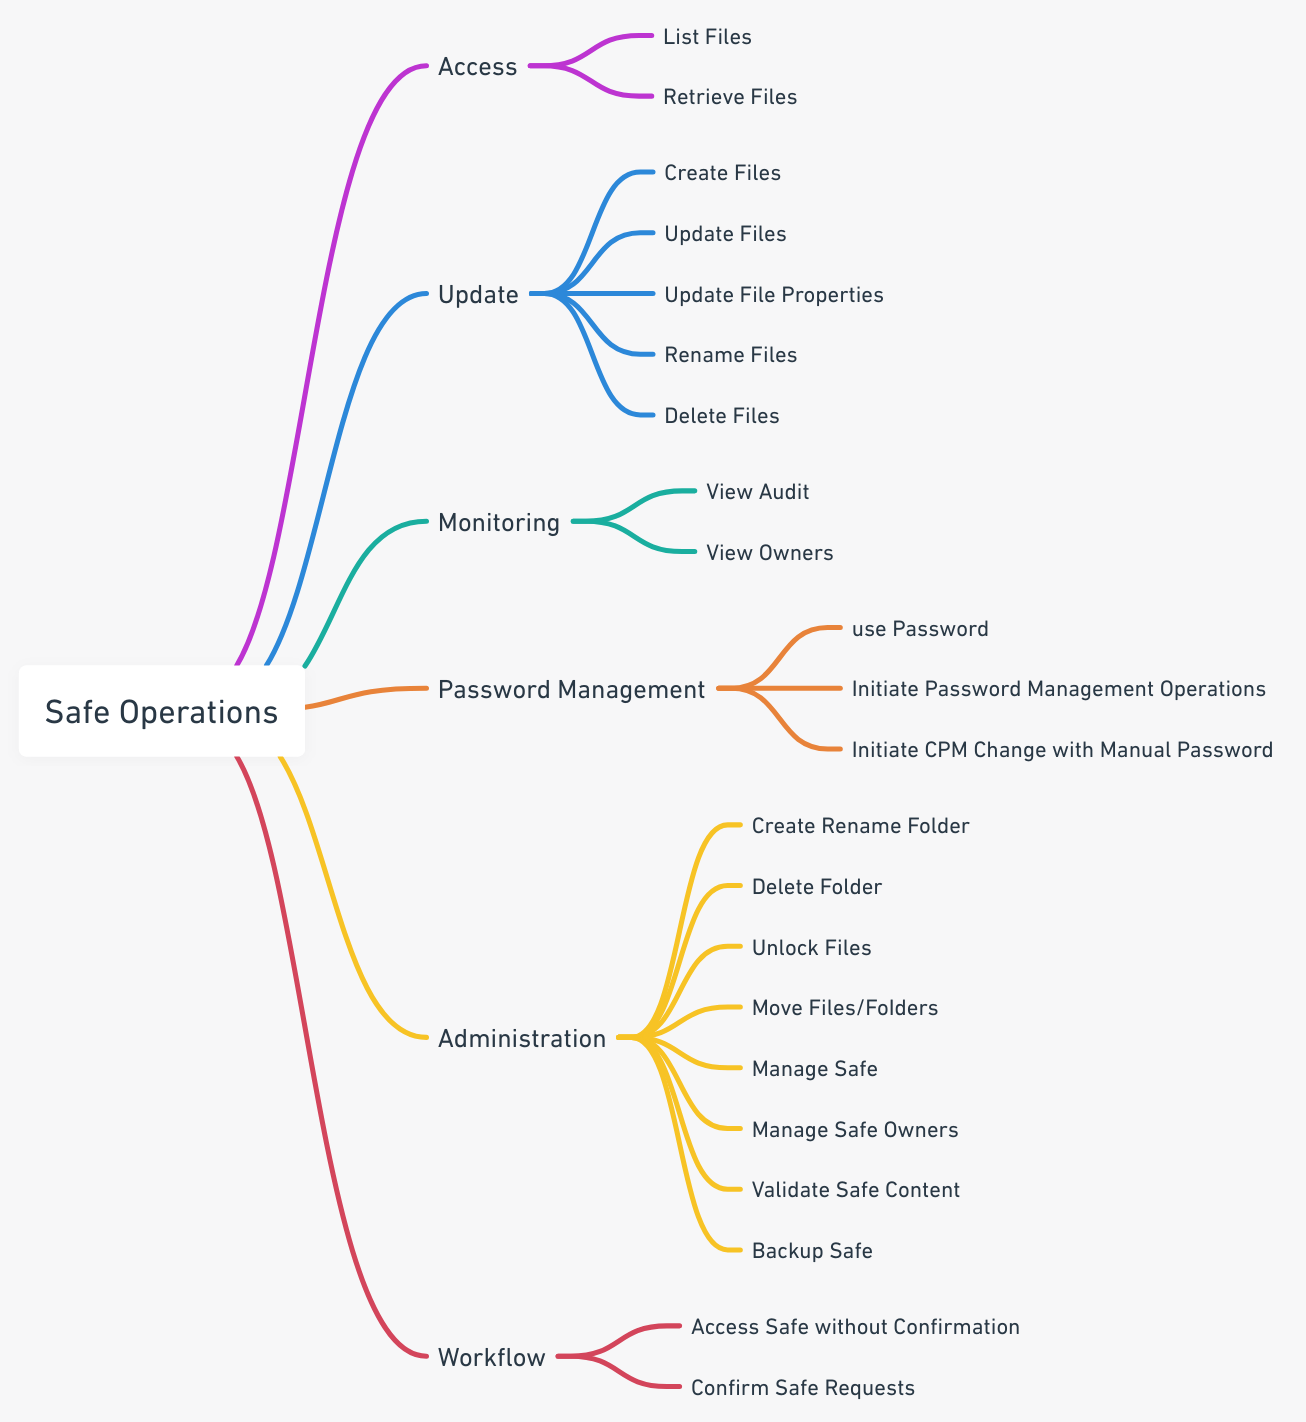 Safe Operations
Access
List Files
Retrieve Files
Update
Create Files
Update Files
Update File Properties
Rename Files
Delete Files
Monitoring
View Audit
View Owners
Password Management
use Password
Initiate Password Management Operations
Initiate CPM Change with Manual Password
Administration
Create Rename Folder
Delete Folder
Unlock Files
Move Files/Folders
Manage Safe
Manage Safe Owners
Validate Safe Content
Backup Safe
Workflow
Access Safe without Confirmation
Confirm Safe Requests